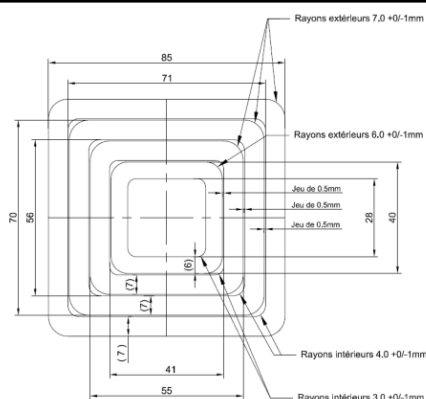 Rayons extérieurs 7.0 +0/-1mm
85
71
Rayons extérieurs 6.0 +0/-1mm
Jeu de 0.5mm
Jeu de 0.5mm
Jeu de 0.5mm
70
56
28
40
(6)
(7)
(7)
(7)
41
55
Rayons intérieurs 4.0 +0/-1mm
Rayons intérieurs 3.0 +0/-1mm